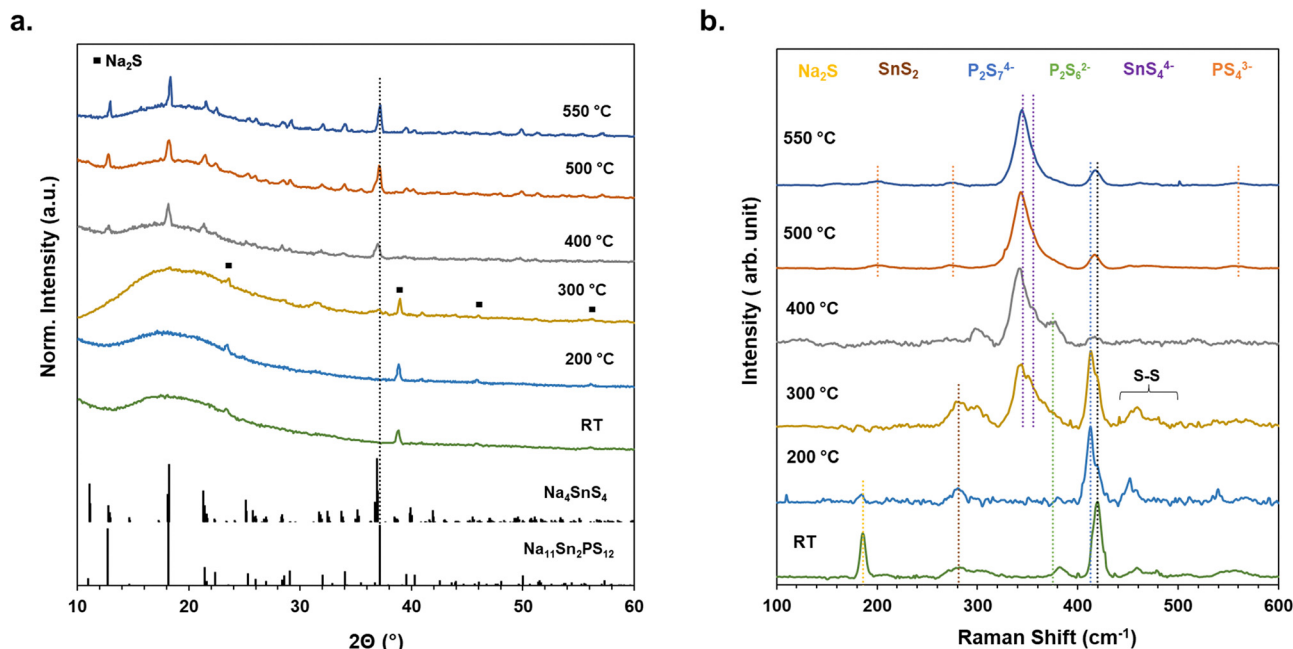 a.
■ Na₂S
550 °C
500 °C
400 °C
300 °C
200 °C
RT
Na₄SnS₄
Na₁₁Sn₂PS₁₂
Norm. Intensity (a.u.)
10 20 30 40 50 60
2Θ (°)
b.
Na₂S SnS₂ P₂S₇⁴⁻ P₂S₆²⁻ SnS₄⁴⁻ PS₄³⁻
550 °C
500 °C
400 °C
300 °C
S-S
200 °C
RT
Intensity ( arb. unit)
100 200 300 400 500 600
Raman Shift (cm⁻¹)